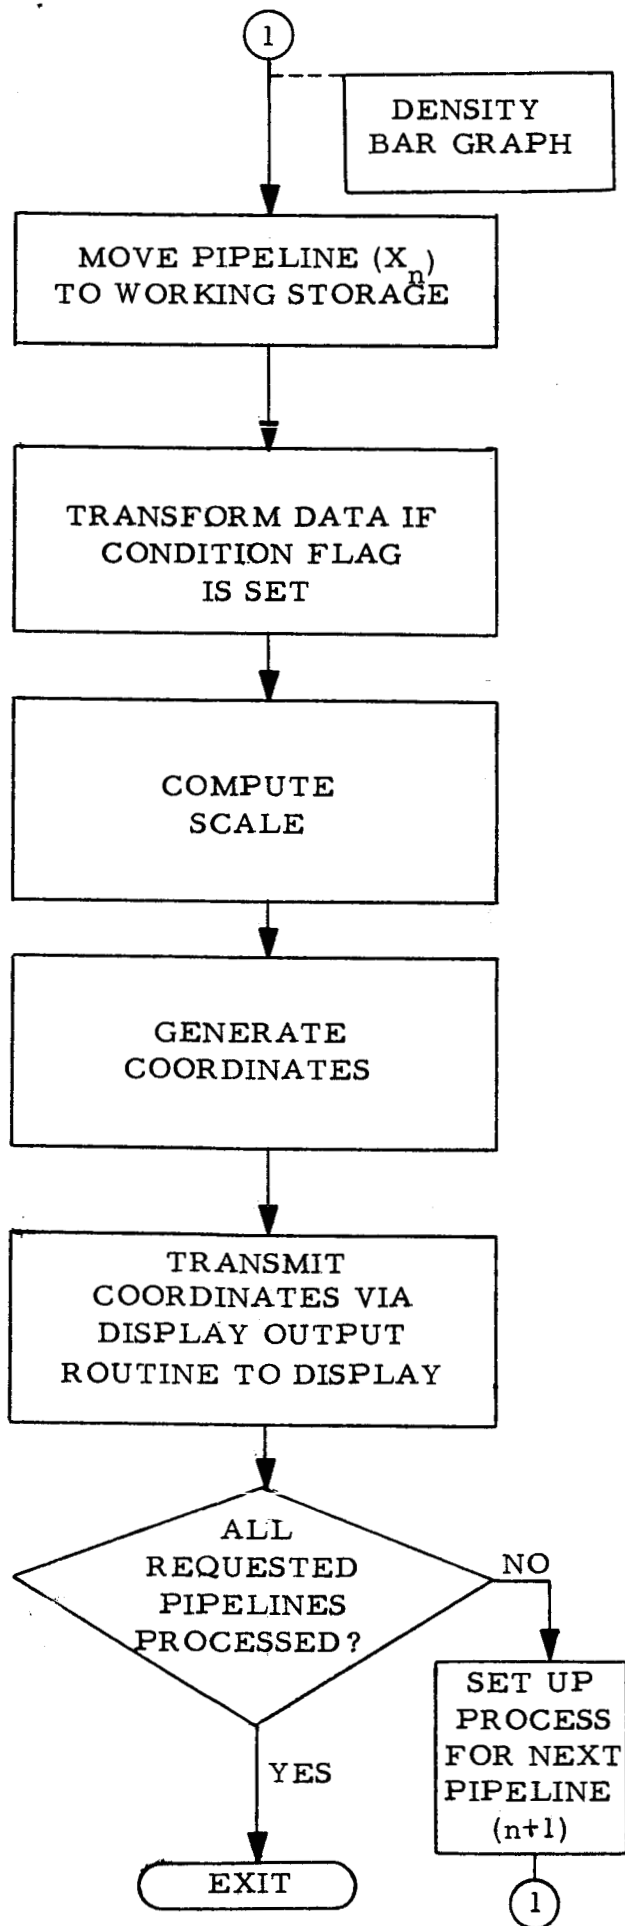 1
DENSITY
BAR GRAPH
MOVE PIPELINE (Xn)
TO WORKING STORAGE
TRANSFORM DATA IF
CONDITION FLAG
IS SET
COMPUTE
SCALE
GENERATE
COORDINATES
TRANSMIT
COORDINATES VIA
DISPLAY OUTPUT
ROUTINE TO DISPLAY
ALL
REQUESTED
PIPELINES
PROCESSED?
NO
SET UP
PROCESS
FOR NEXT
PIPELINE
(n+1)
YES
EXIT
1